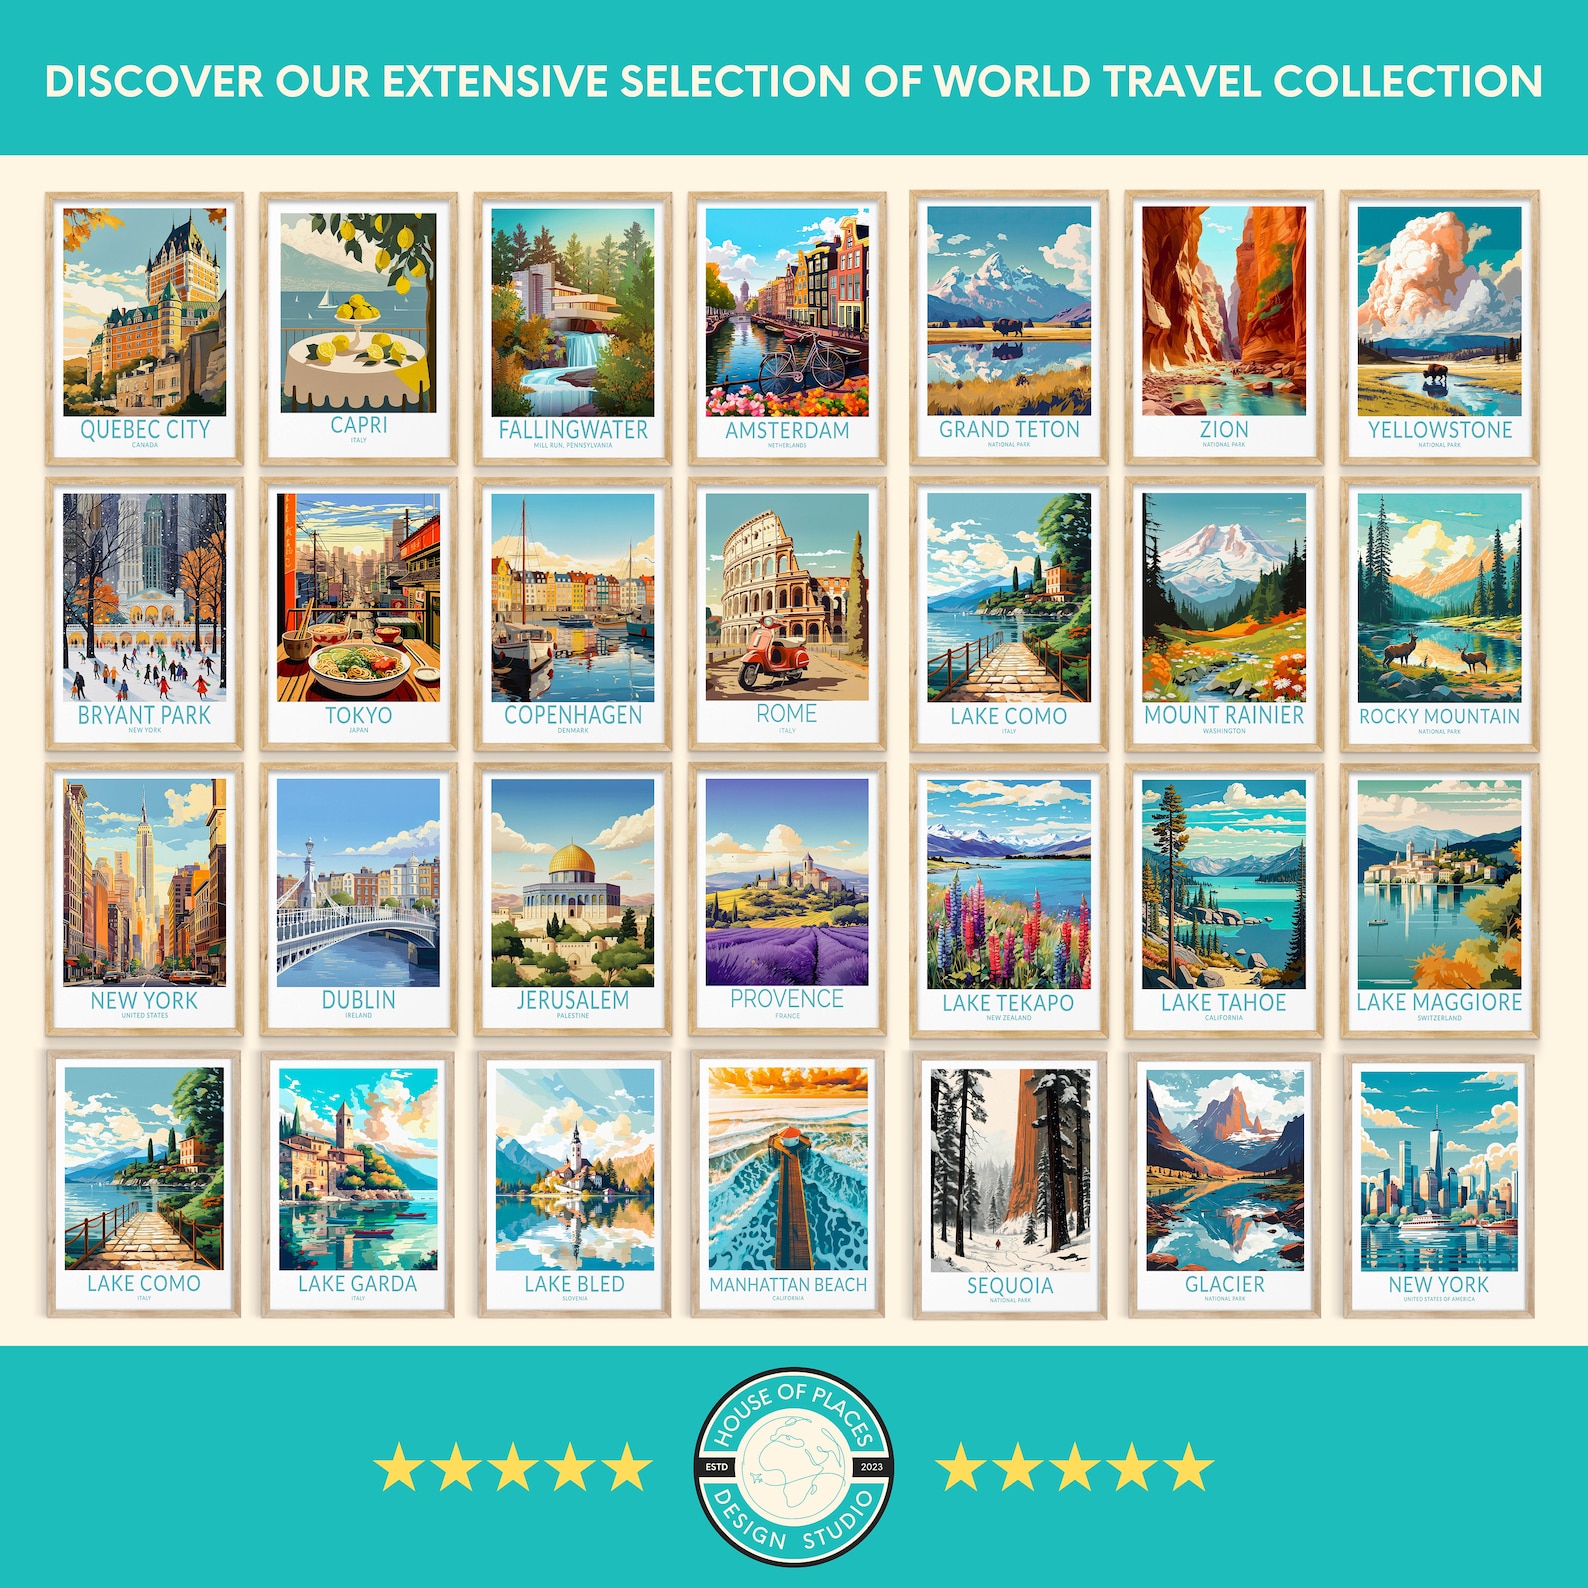 DISCOVER OUR EXTENSIVE SELECTION OF WORLD TRAVEL COLLECTION
QUEBEC CITY
CANADA
CAPRI
ITALY
FALLINGWATER
MILL RUN, PENNSYLVANIA
AMSTERDAM
NETHERLANDS
GRAND TETON
NATIONAL PARK
ZION
NATIONAL PARK
YELLOWSTONE
NATIONAL PARK
BRYANT PARK
NEW YORK
TOKYO
JAPAN
COPENHAGEN
DENMARK
ROME
ITALY
LAKE COMO
ITALY
MOUNT RAINIER
WASHINGTON
ROCKY MOUNTAIN
NATIONAL PARK
NEW YORK
UNITED STATES
DUBLIN
IRELAND
JERUSALEM
PALESTINE
PROVENCE
FRANCE
LAKE TEKAPO
NEW ZEALAND
LAKE TAHOE
CALIFORNIA
LAKE MAGGIORE
SWITZERLAND
LAKE COMO
ITALY
LAKE GARDA
ITALY
LAKE BLED
SLOVENIA
MANHATTAN BEACH
CALIFORNIA
SEQUOIA
NATIONAL PARK
GLACIER
NATIONAL PARK
NEW YORK
UNITED STATES OF AMERICA
HOUSE OF PLACES
ESTD 2023
DESIGN STUDIO